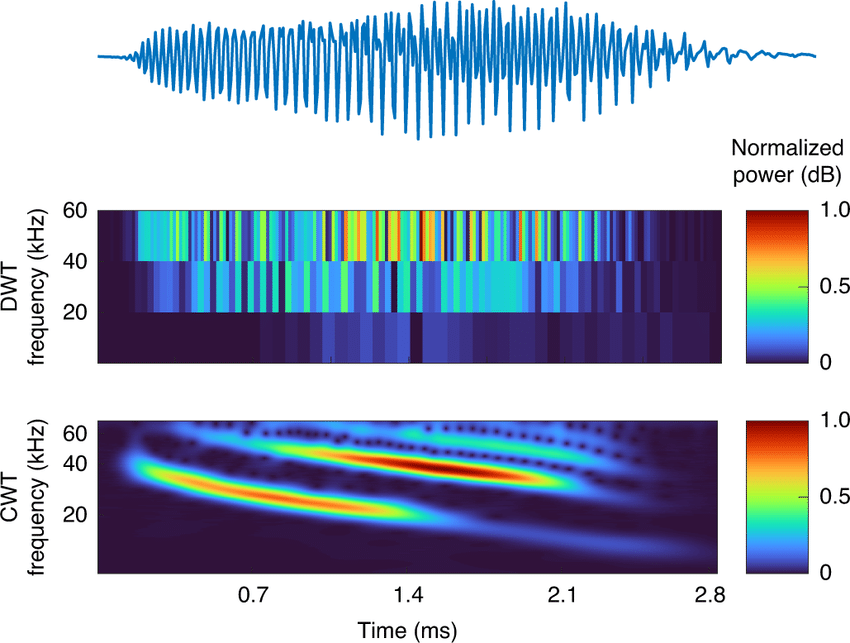 Normalized
power (dB)
DWT
frequency (kHz)
60
40
20
1.0
0.5
0
CWT
frequency (kHz)
60
40
20
1.0
0.5
0
0.7 1.4 2.1 2.8
Time (ms)